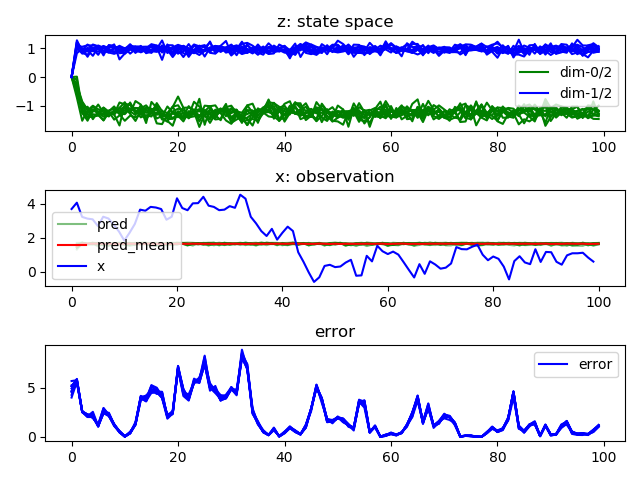 z: state space
1
0
−1
dim-0/2
dim-1/2
0 20 40 60 80 100
x: observation
4
2
0
pred
pred_mean
x
0 20 40 60 80 100
error
5
0
error
0 20 40 60 80 100